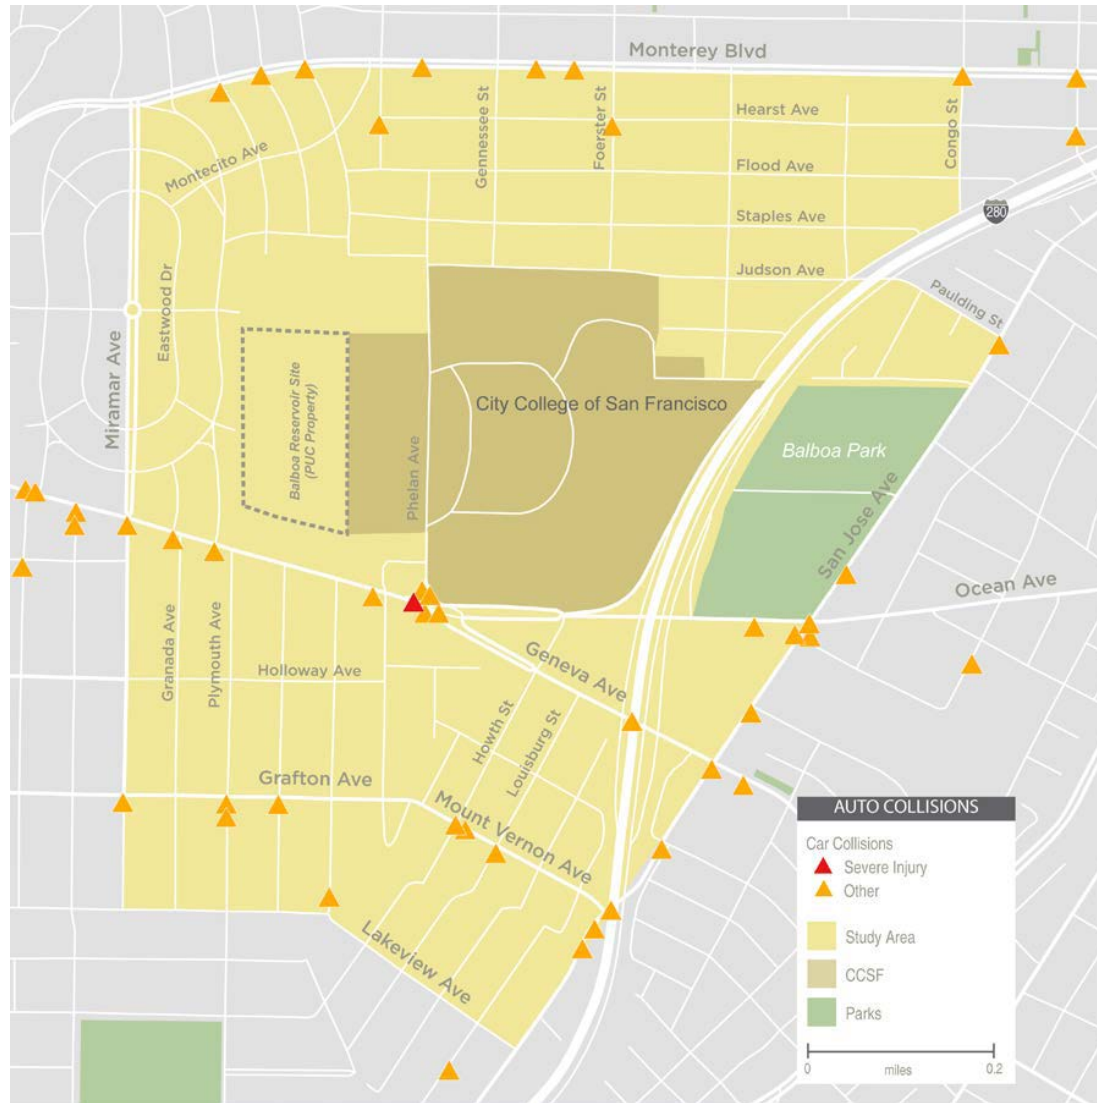 Monterey Blvd
Hearst Ave
Gennessee St
Foerster St
Congo St
Montecito Ave
Flood Ave
280
Staples Ave
Judson Ave
Eastwood Dr
Paulding St
Miramar Ave
Balboa Reservoir Site
(PUC Property)
City College of San Francisco
Phelan Ave
Balboa Park
San Jose Ave
Ocean Ave
Granada Ave
Plymouth Ave
Holloway Ave
Geneva Ave
Howth St
Louisburg St
Grafton Ave
Mount Vernon Ave
Lakeview Ave
AUTO COLLISIONS
Car Collisions
Severe Injury
Other
Study Area
CCSF
Parks
0
miles
0.2